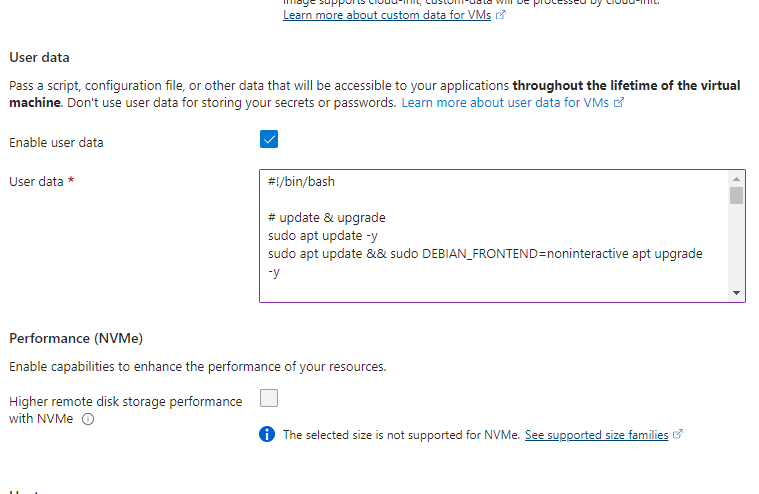 image supports cloud-init, custom-data will be processed by cloud-init.
Learn more about custom data for VMs
User data
Pass a script, configuration file, or other data that will be accessible to your applications throughout the lifetime of the virtual
machine. Don't use user data for storing your secrets or passwords. Learn more about user data for VMs
Enable user data
User data *
#!/bin/bash
# update & upgrade
sudo apt update -y
sudo apt update && sudo DEBIAN_FRONTEND=noninteractive apt upgrade
-y
Performance (NVMe)
Enable capabilities to enhance the performance of your resources.
Higher remote disk storage performance
with NVMe
The selected size is not supported for NVMe. See supported size families